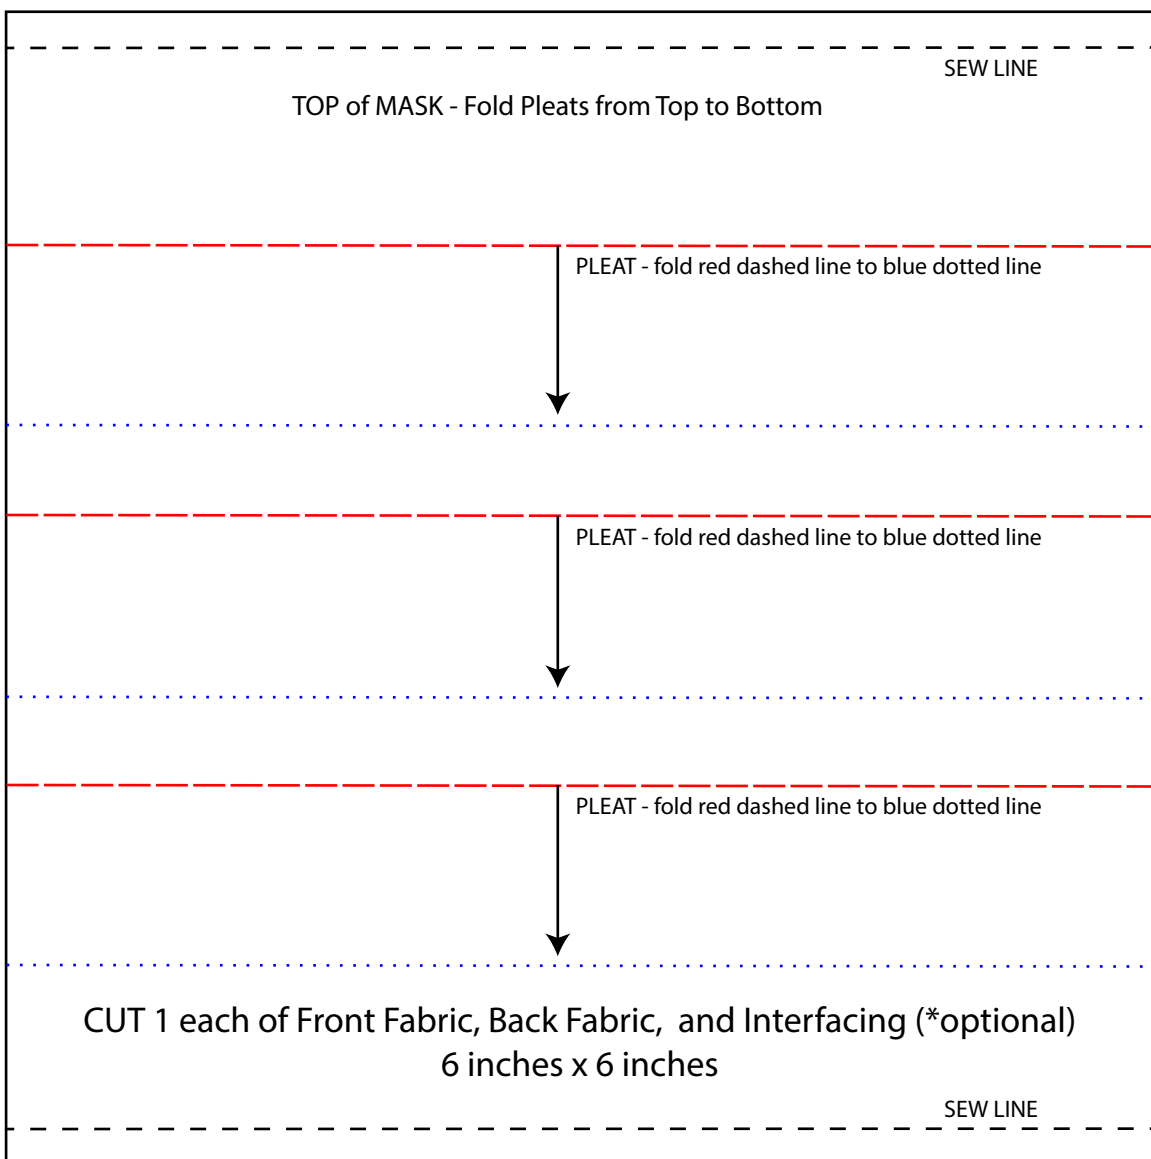 SEW LINE
TOP of MASK - Fold Pleats from Top to Bottom
PLEAT - fold red dashed line to blue dotted line
PLEAT - fold red dashed line to blue dotted line
PLEAT - fold red dashed line to blue dotted line
CUT 1 each of Front Fabric, Back Fabric,  and Interfacing (*optional)
6 inches x 6 inches
SEW LINE